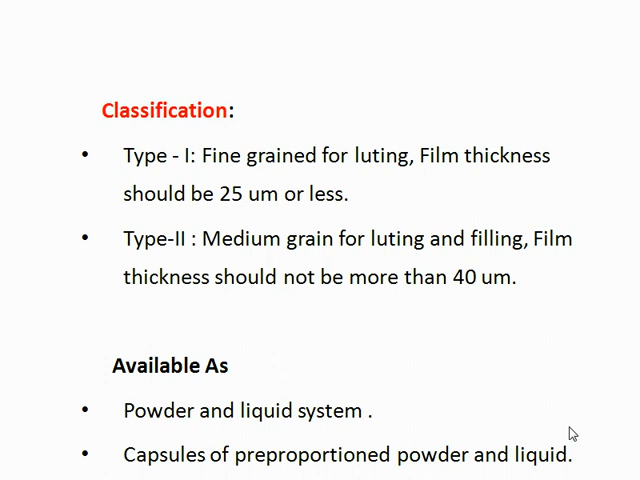 Classification:
• Type - I: Fine grained for luting, Film thickness
should be 25 um or less.
• Type-II : Medium grain for luting and filling, Film
thickness should not be more than 40 um.
Available As
• Powder and liquid system .
• Capsules of preproportioned powder and liquid.